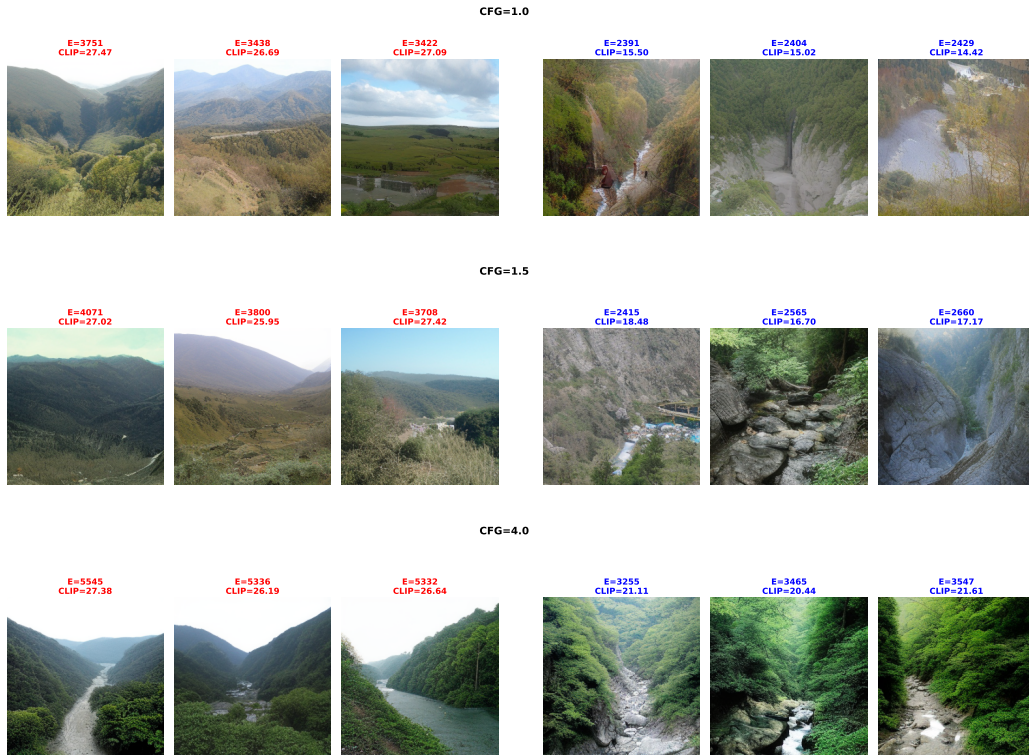 CFG=1.0
E=3751
CLIP=27.47
E=3438
CLIP=26.69
E=3422
CLIP=27.09
E=2391
CLIP=15.50
E=2404
CLIP=15.02
E=2429
CLIP=14.42
CFG=1.5
E=4071
CLIP=27.02
E=3800
CLIP=25.95
E=3708
CLIP=27.42
E=2415
CLIP=18.48
E=2565
CLIP=16.70
E=2660
CLIP=17.17
CFG=4.0
E=5545
CLIP=27.38
E=5336
CLIP=26.19
E=5332
CLIP=26.64
E=3255
CLIP=21.11
E=3465
CLIP=20.44
E=3547
CLIP=21.61